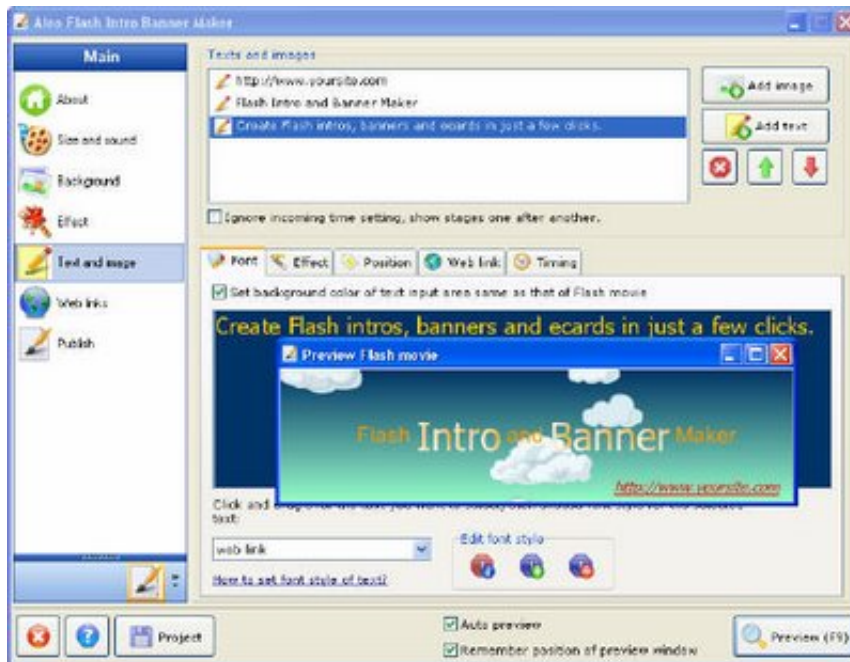 Aleo Flash Intro Banner Maker
Main
About
Size and sound
Background
Effect
Text and image
Web links
Publish
Texts and images
http://www.yoursite.com
Flash Intro and Banner Maker
Create Flash intros, banners and ecards in just a few clicks.
Add image
Add text
Ignore incoming time setting, show stages one after another.
Font
Effect
Position
Web link
Timing
Set background color of text input area same as that of Flash movie
Create Flash intros, banners and ecards in just a few clicks.
Preview Flash movie
Flash Intro and Banner Maker
http://www.yoursite.com
Click and
text:
web link
Edit font style
How to set font style of text?
Project
Auto preview
Remember position of preview window
Preview (F9)